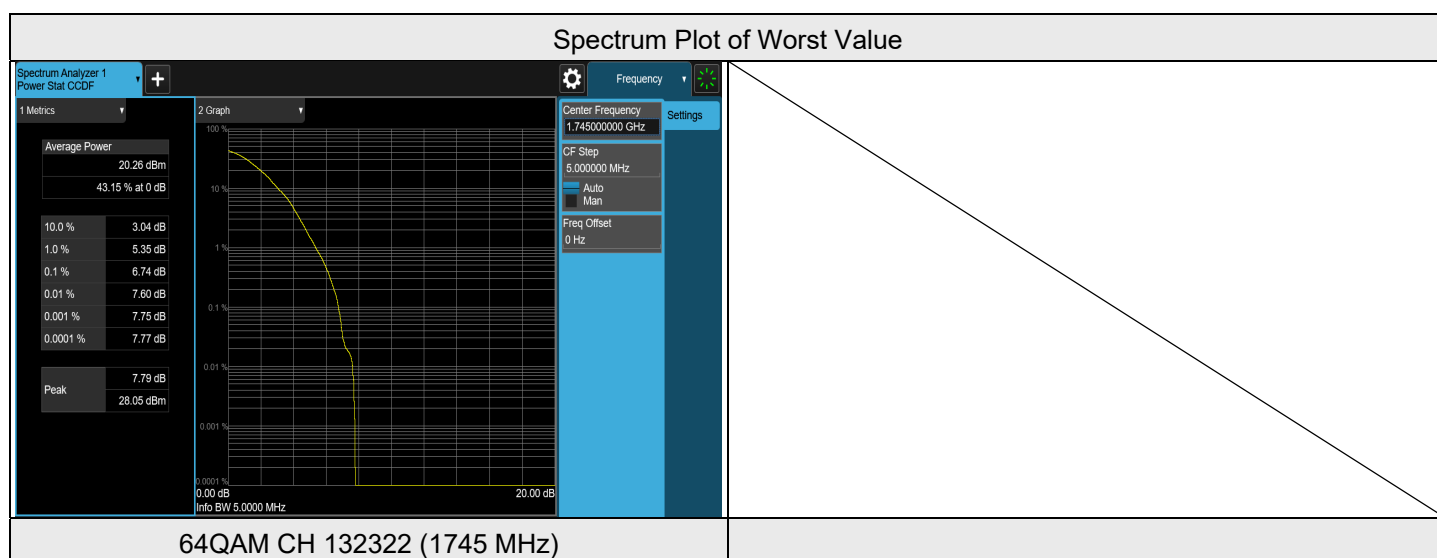 Spectrum Plot of Worst Value
Spectrum Analyzer 1
Power Stat CCDF
+
Frequency
1 Metrics
2 Graph
Center Frequency
1.745000000 GHz
Settings
CF Step
5.000000 MHz
Auto
Man
Freq Offset
0 Hz
Average Power
20.26 dBm
43.15 % at 0 dB
10.0 % 3.04 dB
1.0 % 5.35 dB
0.1 % 6.74 dB
0.01 % 7.60 dB
0.001 % 7.75 dB
0.0001 % 7.77 dB
Peak 7.79 dB
28.05 dBm
100 %
10 %
1 %
0.1 %
0.01 %
0.001 %
0.0001 %
0.00 dB 20.00 dB
Info BW 5.0000 MHz
64QAM CH 132322 (1745 MHz)